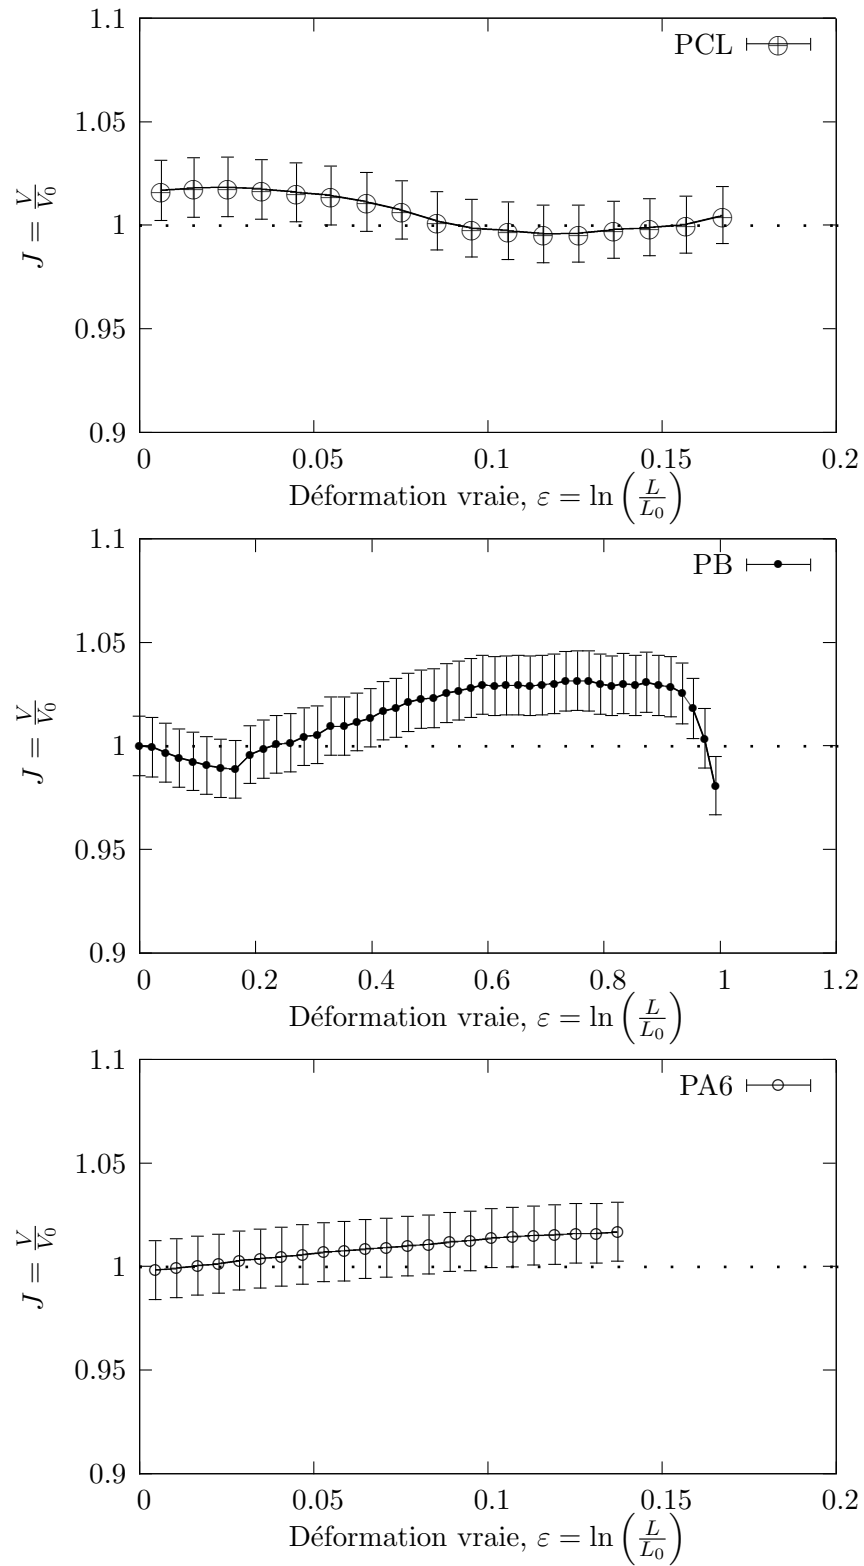 1.1
PCL
1.05
1
0.95
0.9
J = V/V₀
0 0.05 0.1 0.15 0.2
Déformation vraie, ε = ln (L/L₀)
1.1
PB
1.05
1
0.95
0.9
J = V/V₀
0 0.2 0.4 0.6 0.8 1 1.2
Déformation vraie, ε = ln (L/L₀)
1.1
PA6
1.05
1
0.95
0.9
J = V/V₀
0 0.05 0.1 0.15 0.2
Déformation vraie, ε = ln (L/L₀)